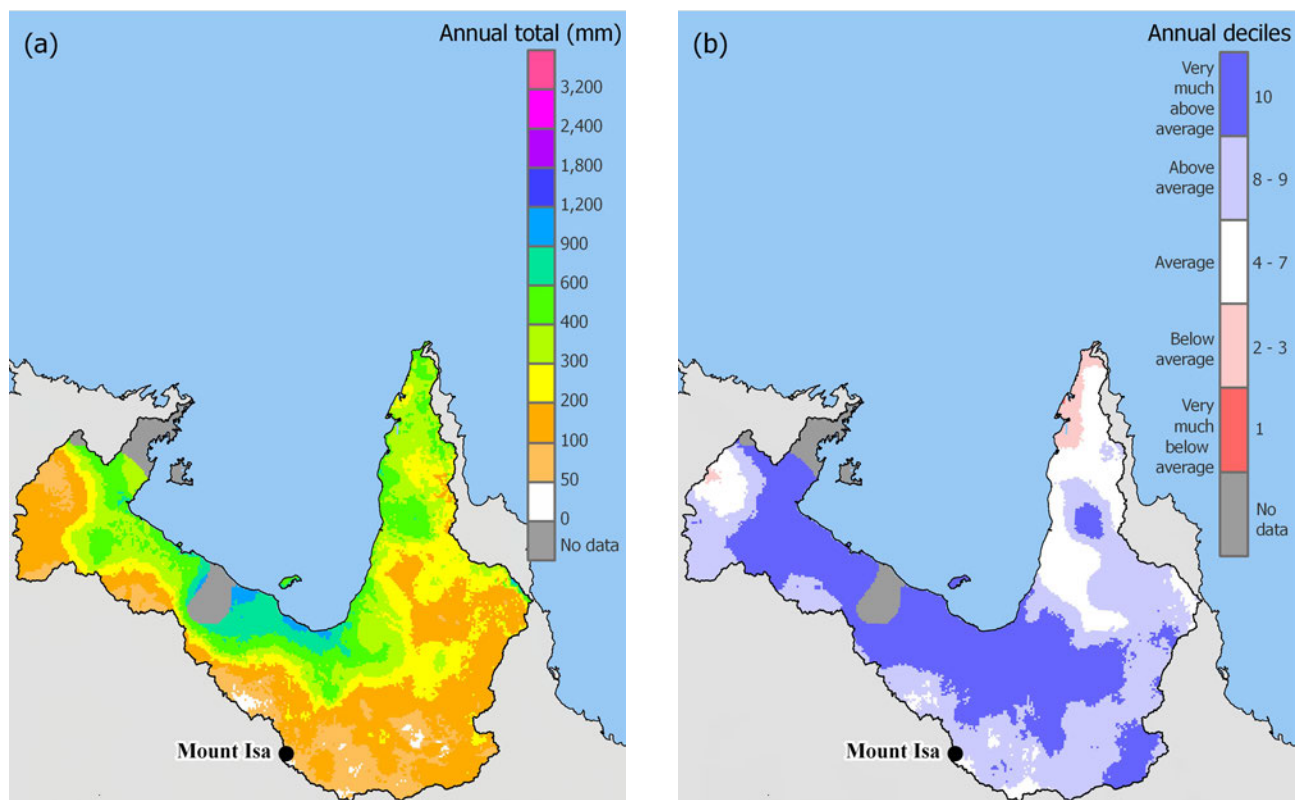 (a)
Annual total (mm)
3,200
2,400
1,800
1,200
900
600
400
300
200
100
50
0
No data
Mount Isa
(b)
Annual deciles
Very
much
above
average
10
Above
average
8 - 9
Average
4 - 7
Below
average
2 - 3
Very
much
below
average
1
No
data
Mount Isa